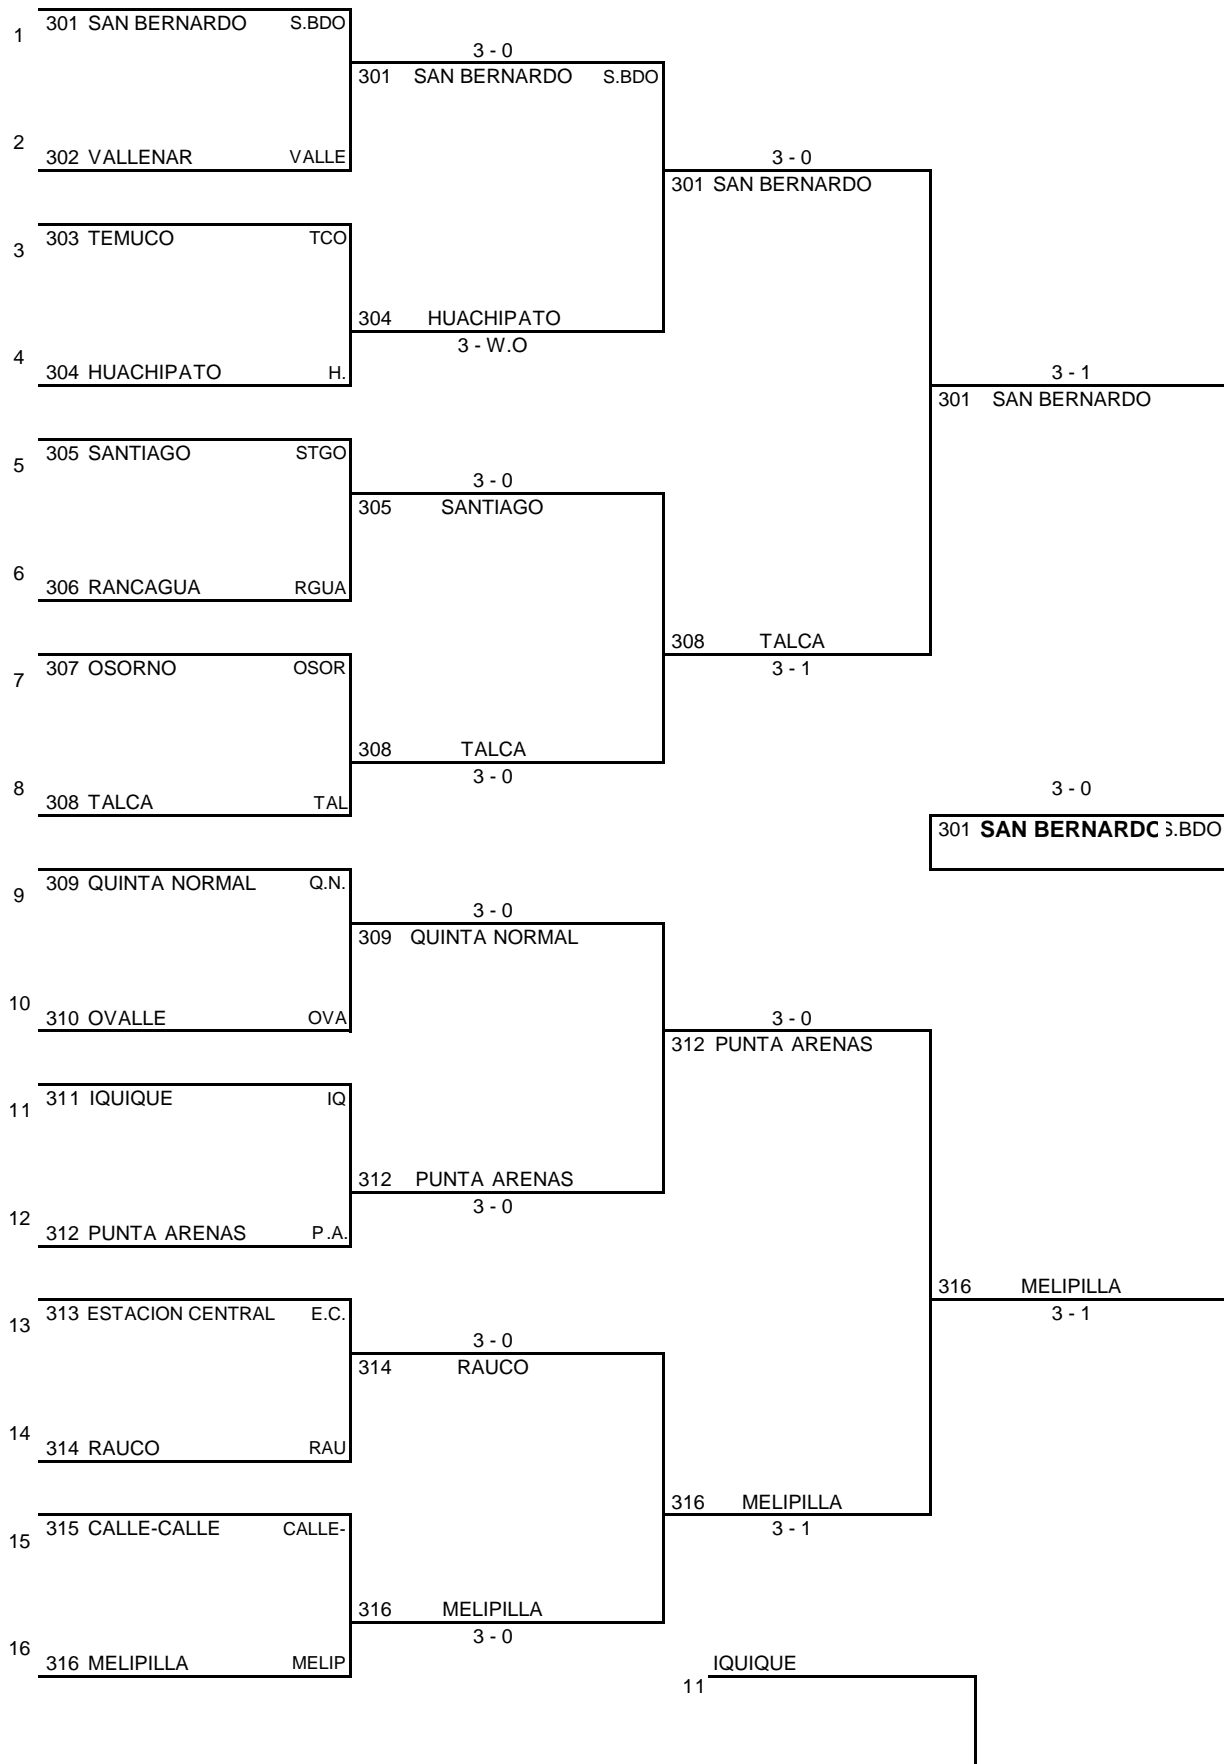 1 301 SAN BERNARDO S.BDO
3 - 0
301 SAN BERNARDO S.BDO
2 302 VALLENAR VALLE
3 - 0
301 SAN BERNARDO
3 303 TEMUCO TCO
304 HUACHIPATO
3 - W.O
4 304 HUACHIPATO H.
3 - 1
301 SAN BERNARDO
5 305 SANTIAGO STGO
3 - 0
305 SANTIAGO
6 306 RANCAGUA RGUA
308 TALCA
3 - 1
7 307 OSORNO OSOR
308 TALCA
3 - 0
8 308 TALCA TAL
3 - 0
301 SAN BERNARDO S.BDO
9 309 QUINTA NORMAL Q.N.
3 - 0
309 QUINTA NORMAL
10 310 OVALLE OVA
3 - 0
312 PUNTA ARENAS
11 311 IQUIQUE IQ
312 PUNTA ARENAS
3 - 0
12 312 PUNTA ARENAS P.A.
316 MELIPILLA
3 - 1
13 313 ESTACION CENTRAL E.C.
3 - 0
314 RAUCO
14 314 RAUCO RAU
316 MELIPILLA
3 - 1
15 315 CALLE-CALLE CALLE-
316 MELIPILLA
3 - 0
16 316 MELIPILLA MELIP
IQUIQUE
11